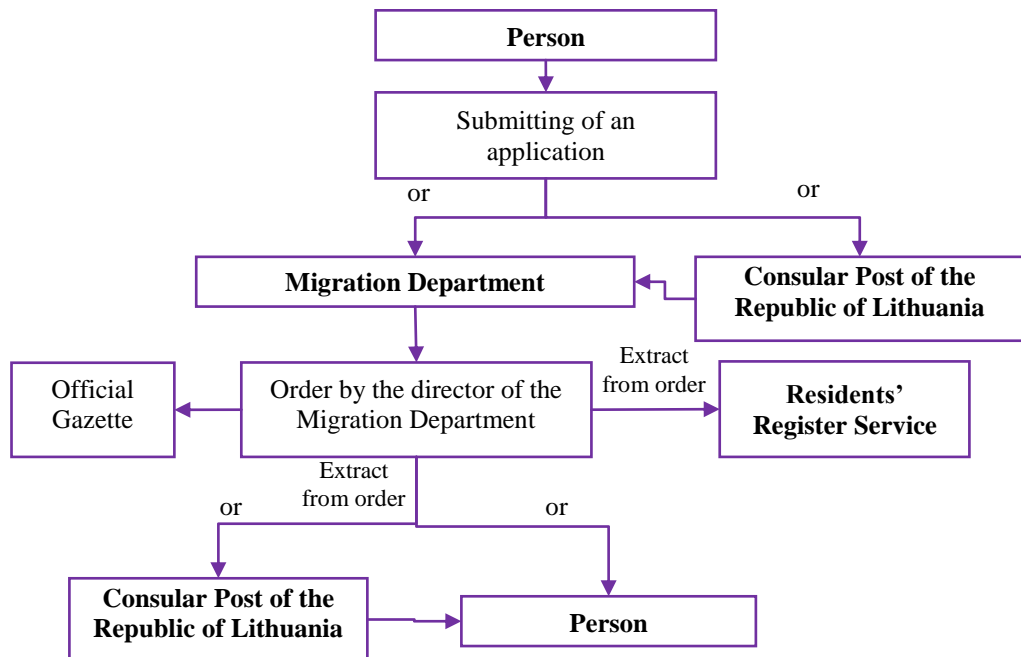 Person
Submitting of an
application
or
or
Migration Department
Consular Post of the
Republic of Lithuania
Official
Gazette
Order by the director of the
Migration Department
Extract
from order
Residents’
Register Service
Extract
from order
or
or
Consular Post of the
Republic of Lithuania
Person